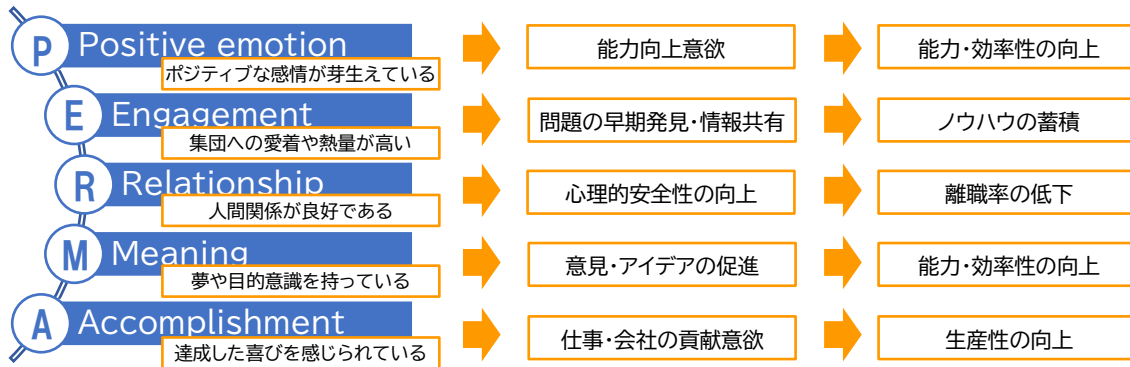 P Positive emotion
ポジティブな感情が芽生えている
能力向上意欲
能力・効率性の向上
E Engagement
集団への愛着や熱量が高い
問題の早期発見・情報共有
ノウハウの蓄積
R Relationship
人間関係が良好である
心理的安全性の向上
離職率の低下
M Meaning
夢や目的意識を持っている
意見・アイデアの促進
能力・効率性の向上
A Accomplishment
達成した喜びを感じられている
仕事・会社の貢献意欲
生産性の向上